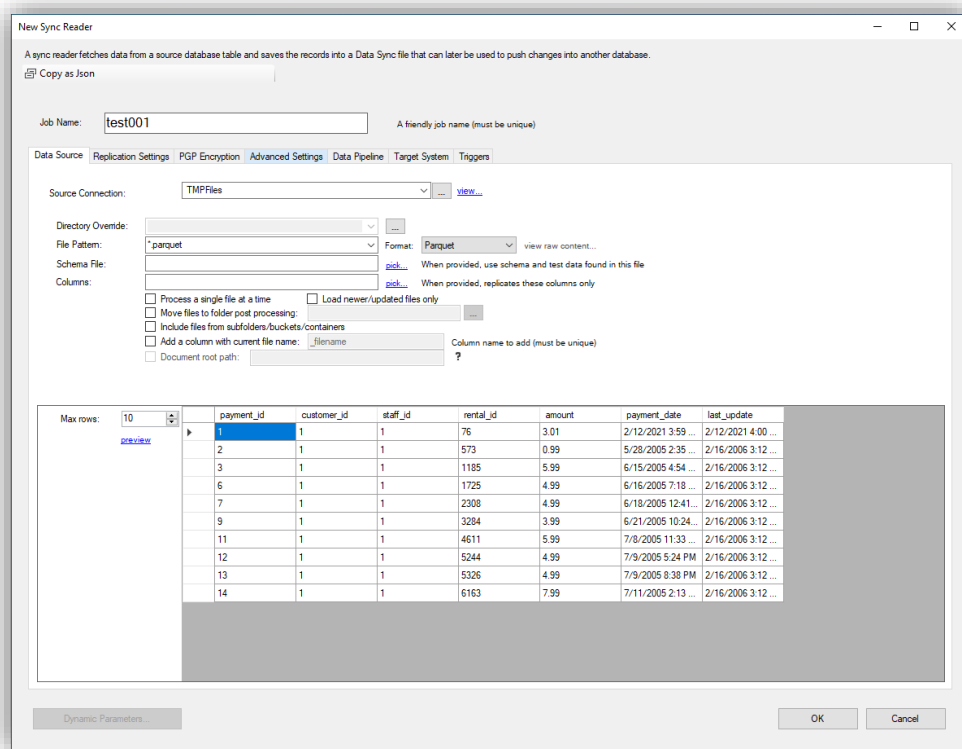 New Sync Reader
A sync reader fetches data from a source database table and saves the records into a Data Sync file that can later be used to push changes into another database.
Copy as Json
Job Name: test001 A friendly job name (must be unique)
Data Source Replication Settings PGP Encryption Advanced Settings Data Pipeline Target System Triggers
Source Connection: TMPFiles ... view...
Directory Override: ...
File Pattern: *.parquet Format: Parquet view raw content...
Schema File: pick... When provided, use schema and test data found in this file
Columns: pick... When provided, replicates these columns only
Process a single file at a time Load newer/updated files only
Move files to folder post processing: ...
Include files from subfolders/buckets/containers
Add a column with current file name: _filename Column name to add (must be unique)
Document root path: ?
Max rows: 10
preview
payment_id customer_id staff_id rental_id amount payment_date last_update
1 1 1 76 3.01 2/12/2021 3:59 ... 2/12/2021 4:00 ...
2 1 1 573 0.99 5/28/2005 2:35 ... 2/16/2006 3:12 ...
3 1 1 1185 5.99 6/15/2005 4:54 ... 2/16/2006 3:12 ...
6 1 1 1725 4.99 6/16/2005 7:18 ... 2/16/2006 3:12 ...
7 1 1 2308 4.99 6/18/2005 12:41... 2/16/2006 3:12 ...
9 1 1 3284 3.99 6/21/2005 10:24... 2/16/2006 3:12 ...
11 1 1 4611 5.99 7/8/2005 11:33 ... 2/16/2006 3:12 ...
12 1 1 5244 4.99 7/9/2005 5:24 PM 2/16/2006 3:12 ...
13 1 1 5326 4.99 7/9/2005 8:38 PM 2/16/2006 3:12 ...
14 1 1 6163 7.99 7/11/2005 2:13 ... 2/16/2006 3:12 ...
Dynamic Parameters... OK Cancel